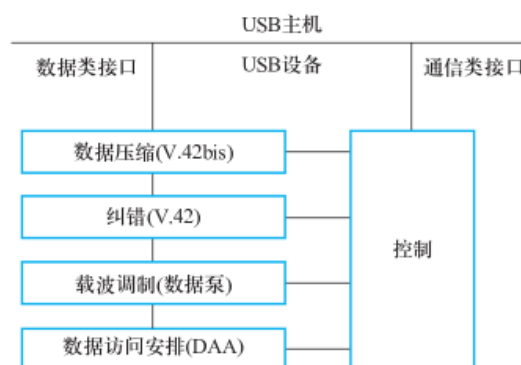 USB主机
数据类接口
USB设备
通信类接口
数据压缩(V.42bis)
纠错(V.42)
控制
载波调制(数据泵)
数据访问安排(DAA)